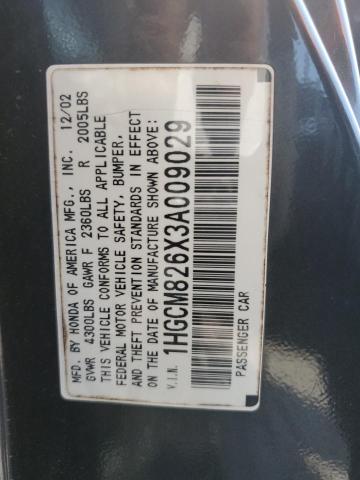 MFD. BY HONDA OF AMERICA MFG., INC. 12/02
GVWR 4300LBS GAWR F 2360LBS R 2005LBS
THIS VEHICLE CONFORMS TO ALL APPLICABLE
FEDERAL MOTOR VEHICLE SAFETY, BUMPER,
AND THEFT PREVENTION STANDARDS IN EFFECT
ON THE DATE OF MANUFACTURE SHOWN ABOVE.
V.I.N. 1HGCM826X3A009029
PASSENGER CAR